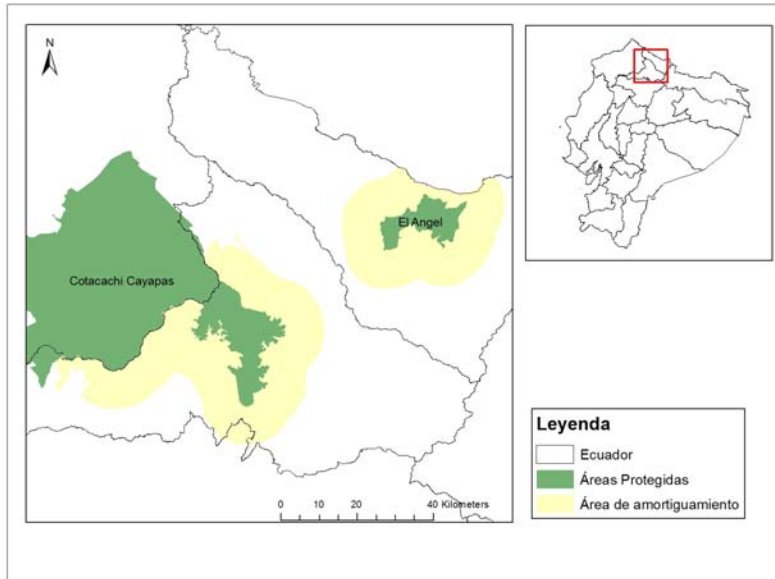 N
El Angel
Cotacachi Cayapas
0 10 20 40 Kilometers
Leyenda
Ecuador
Áreas Protegidas
Área de amortiguamiento